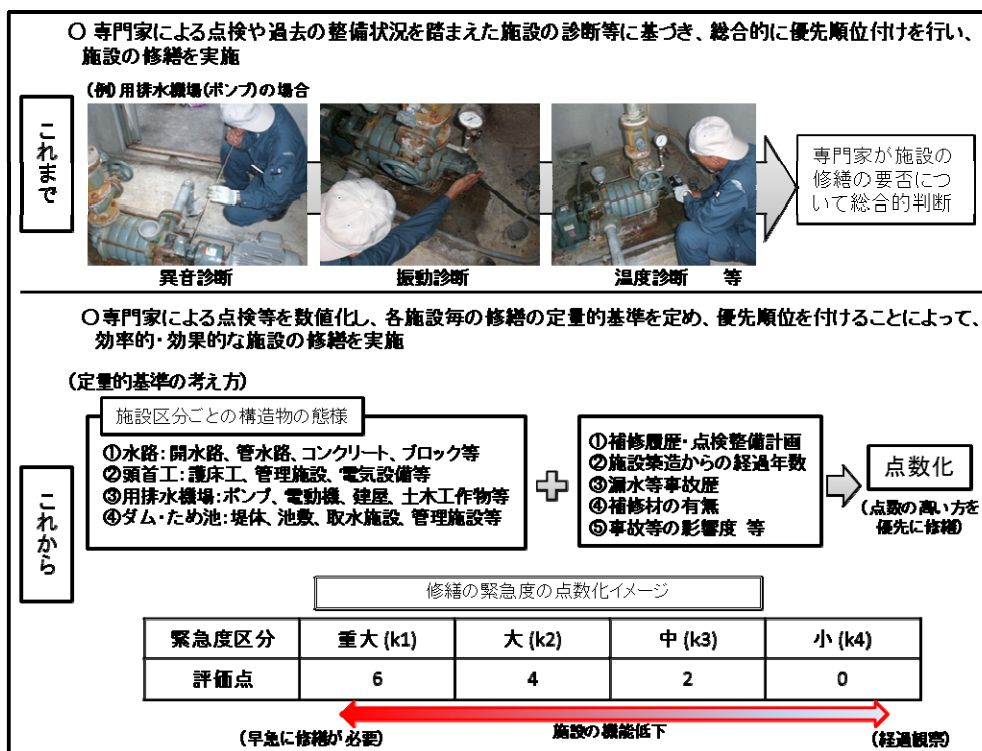 ○ 専門家による点検や過去の整備状況を踏まえた施設の診断等に基づき、総合的に優先順位付けを行い、
施設の修繕を実施
(例)用排水機場(ポンプ)の場合
これまで
専門家が施設の
修繕の要否につ
いて総合的判断
異音診断
振動診断
温度診断 等
○専門家による点検等を数値化し、各施設毎の修繕の定量的基準を定め、優先順位を付けることによって、
効率的・効果的な施設の修繕を実施
(定量的基準の考え方)
これから
施設区分ごとの構造物の態様
①水路:開水路、管水路、コンクリート、ブロック等
②頭首工:護床工、管理施設、電気設備等
③用排水機場:ポンプ、電動機、建屋、土木工作物等
④ダム・ため池:堤体、池敷、取水施設、管理施設等
①補修履歴・点検整備計画
②施設築造からの経過年数
③漏水等事故歴
④補修材の有無
⑤事故等の影響度 等
点数化
(点数の高い方を
優先に修繕)
修繕の緊急度の点数化イメージ
緊急度区分 重大(k1) 大(k2) 中(k3) 小(k4)
評価点 6 4 2 0
(早急に修繕が必要) 施設の機能低下 (経過観察)